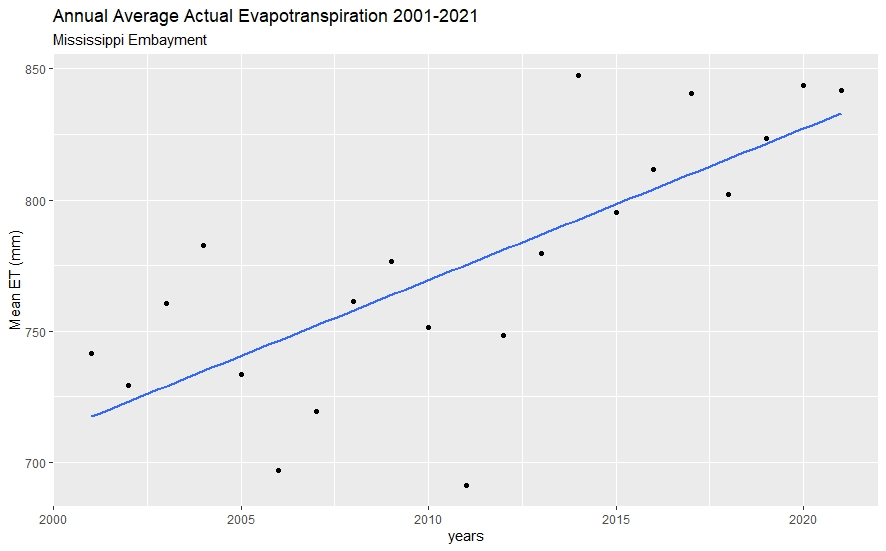 Annual Average Actual Evapotranspiration 2001-2021
Mississippi Embayment
Mean ET (mm)
850
800
750
700
2000 2005 2010 2015 2020
years